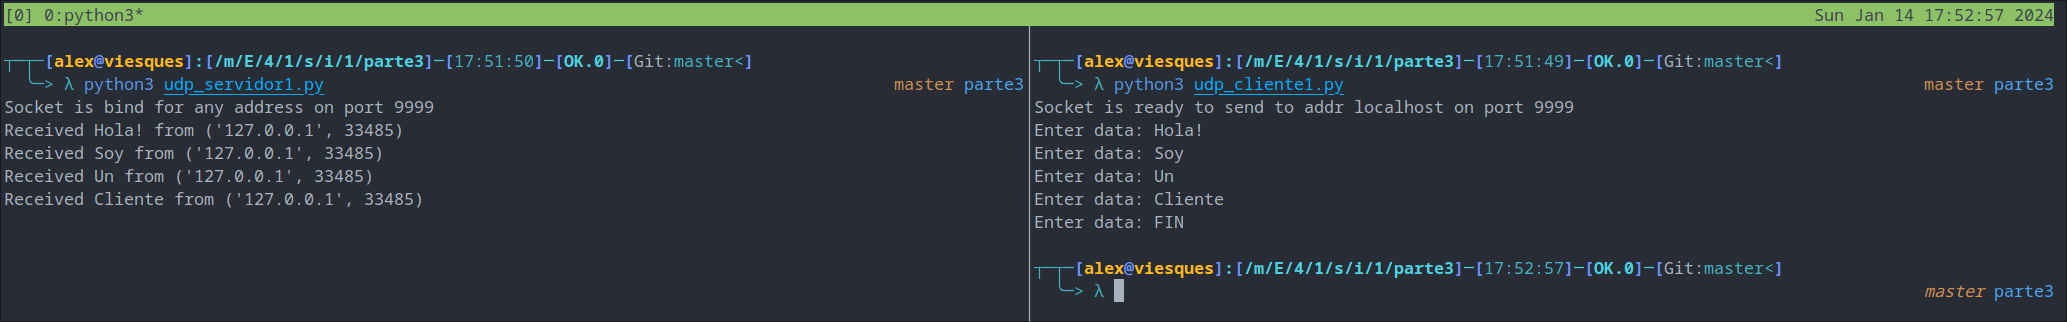 [0] 0:python3* Sun Jan 14 17:52:57 2024
[alex@viesques]:[/m/E/4/1/s/i/1/parte3]─[17:51:50]─[OK.0]─[Git:master<]
> λ python3 udp_servidor1.py master parte3
Socket is bind for any address on port 9999
Received Hola! from ('127.0.0.1', 33485)
Received Soy from ('127.0.0.1', 33485)
Received Un from ('127.0.0.1', 33485)
Received Cliente from ('127.0.0.1', 33485)
[alex@viesques]:[/m/E/4/1/s/i/1/parte3]─[17:51:49]─[OK.0]─[Git:master<]
> λ python3 udp_cliente1.py master parte3
Socket is ready to send to addr localhost on port 9999
Enter data: Hola!
Enter data: Soy
Enter data: Un
Enter data: Cliente
Enter data: FIN
[alex@viesques]:[/m/E/4/1/s/i/1/parte3]─[17:52:57]─[OK.0]─[Git:master<]
> λ master parte3